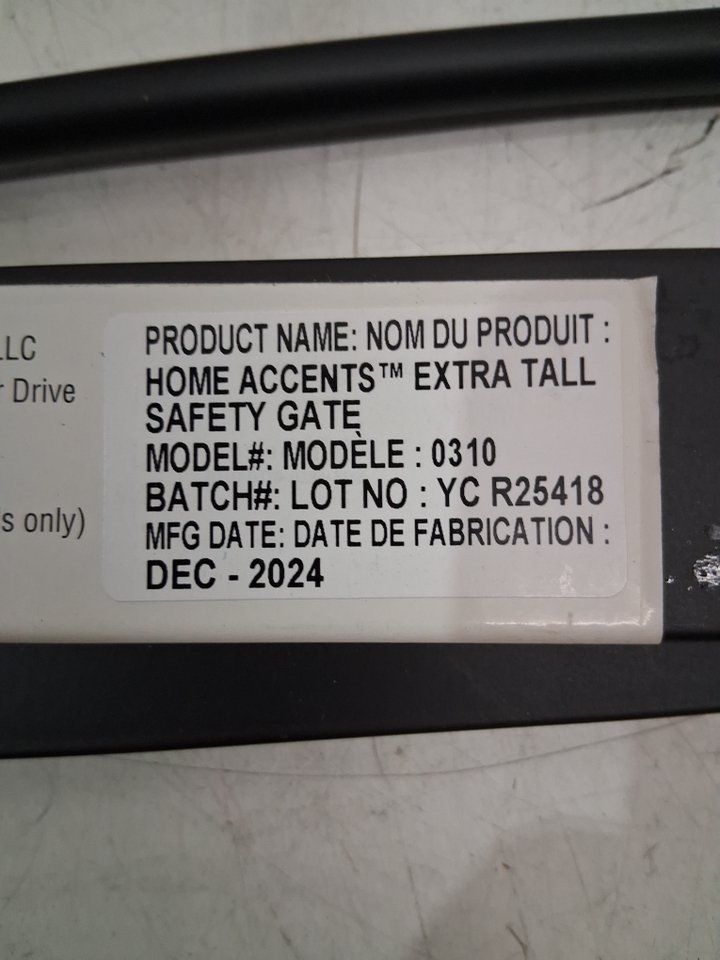 LLC
r Drive
s only)
PRODUCT NAME: NOM DU PRODUIT :
HOME ACCENTS™ EXTRA TALL
SAFETY GATE
MODEL#: MODÈLE : 0310
BATCH#: LOT NO : YC R25418
MFG DATE: DATE DE FABRICATION :
DEC - 2024